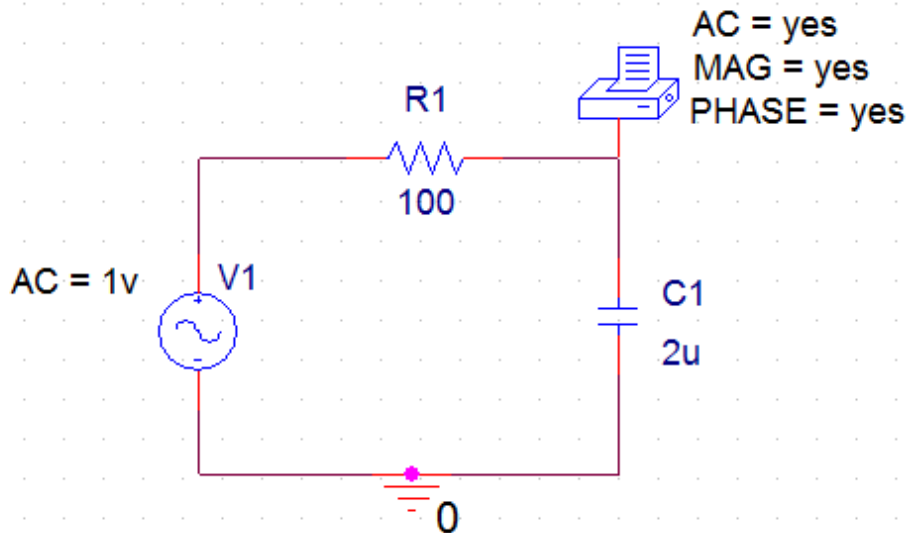 AC = yes
MAG = yes
PHASE = yes
R1
100
AC = 1v
V1
C1
2u
0